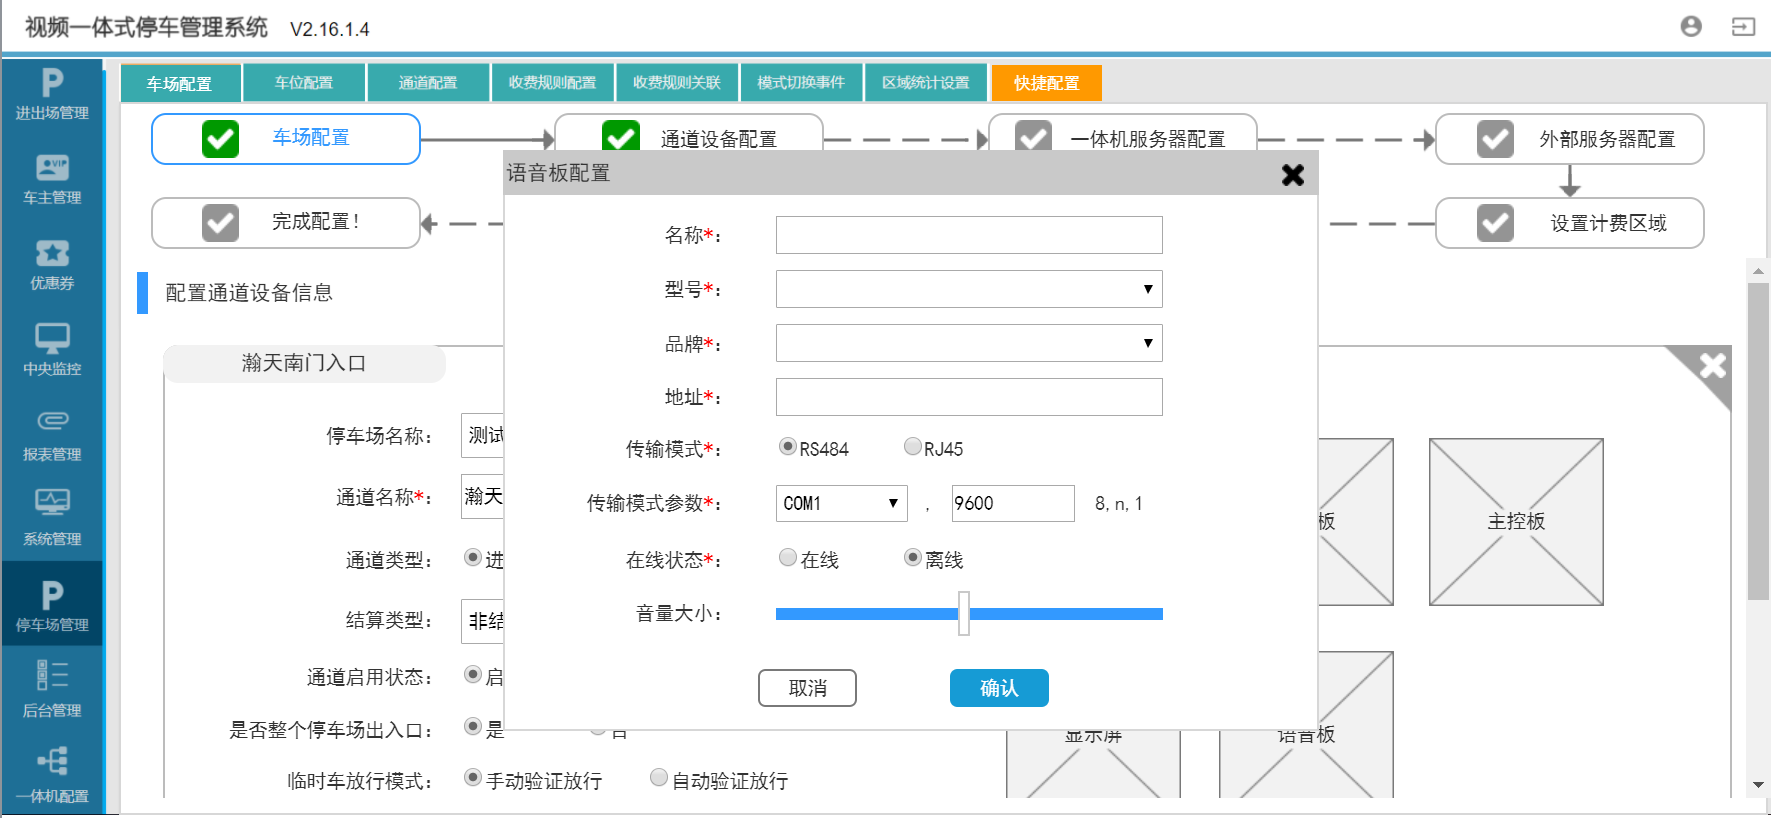 视频一体式停车管理系统 V2.16.1.4
进出场管理
车主管理
优惠券
中央监控
报表管理
系统管理
停车场管理
后台管理
一体机配置
车场配置 车位配置 通道配置 收费规则配置 收费规则关联 模式切换事件 区域统计设置 快捷配置
车场配置 通道设备配置 一体机服务器配置 外部服务器配置
完成配置！ 设置计费区域
配置通道设备信息
瀚天南门入口
停车场名称： 测试
通道名称*： 瀚天
通道类型： 进
结算类型： 非结
通道启用状态： 启
是否整个停车场出入口： 是
临时车放行模式： 手动验证放行 自动验证放行
语音板配置
名称*：
型号*：
品牌*：
地址*：
传输模式*： RS484 RJ45
传输模式参数*： COM1 ， 9600 8,n,1
在线状态*： 在线 离线
音量大小：
取消 确认
板 主控板
显示屏 语音板